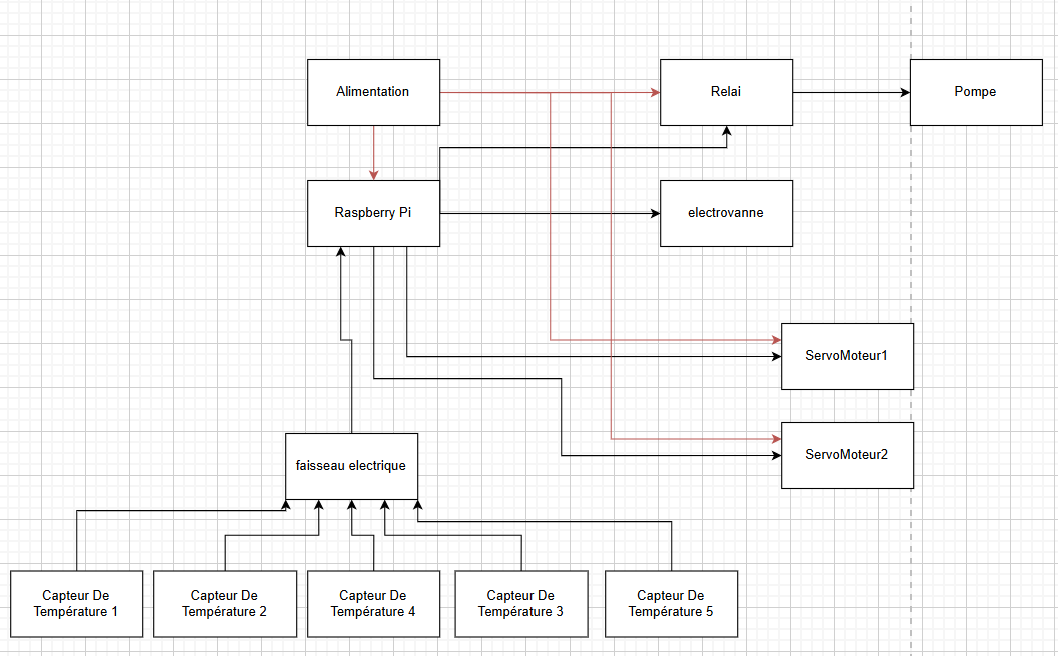 Alimentation
Relai
Pompe
Raspberry Pi
electrovanne
ServoMoteur1
ServoMoteur2
faisseau electrique
Capteur De
Température 1
Capteur De
Température 2
Capteur De
Température 4
Capteur De
Température 3
Capteur De
Température 5